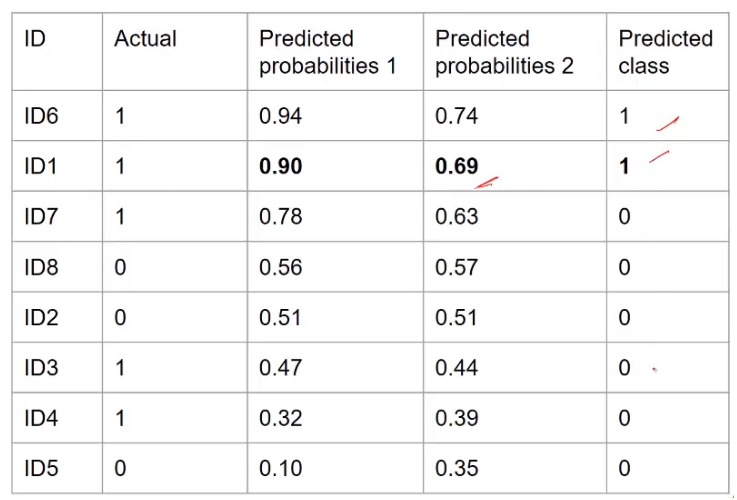 ID Actual Predicted probabilities 1 Predicted probabilities 2 Predicted class
ID6 1 0.94 0.74 1
ID1 1 0.90 0.69 1
ID7 1 0.78 0.63 0
ID8 0 0.56 0.57 0
ID2 0 0.51 0.51 0
ID3 1 0.47 0.44 0
ID4 1 0.32 0.39 0
ID5 0 0.10 0.35 0